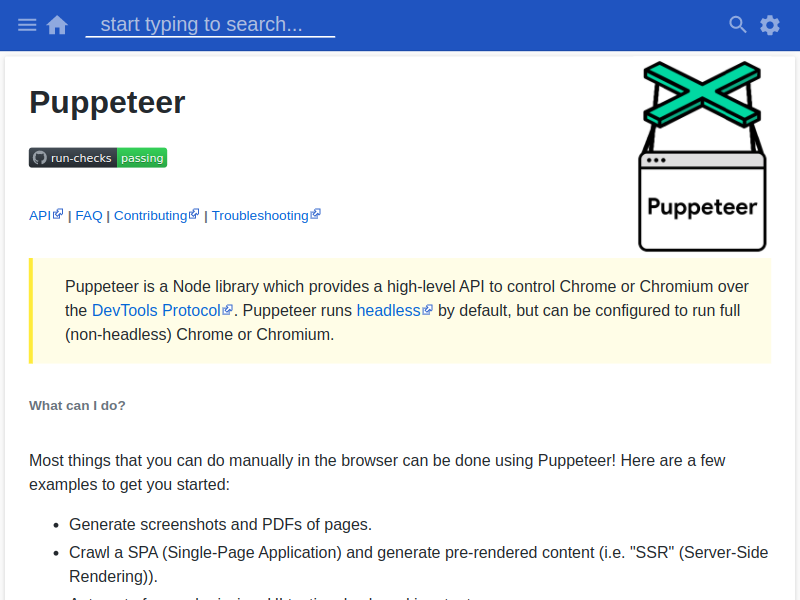 start typing to search...
Puppeteer
run-checks passing
Puppeteer
API | FAQ | Contributing | Troubleshooting
Puppeteer is a Node library which provides a high-level API to control Chrome or Chromium over
the DevTools Protocol. Puppeteer runs headless by default, but can be configured to run full
(non-headless) Chrome or Chromium.
What can I do?
Most things that you can do manually in the browser can be done using Puppeteer! Here are a few
examples to get you started:
• Generate screenshots and PDFs of pages.
• Crawl a SPA (Single-Page Application) and generate pre-rendered content (i.e. "SSR" (Server-Side
Rendering)).